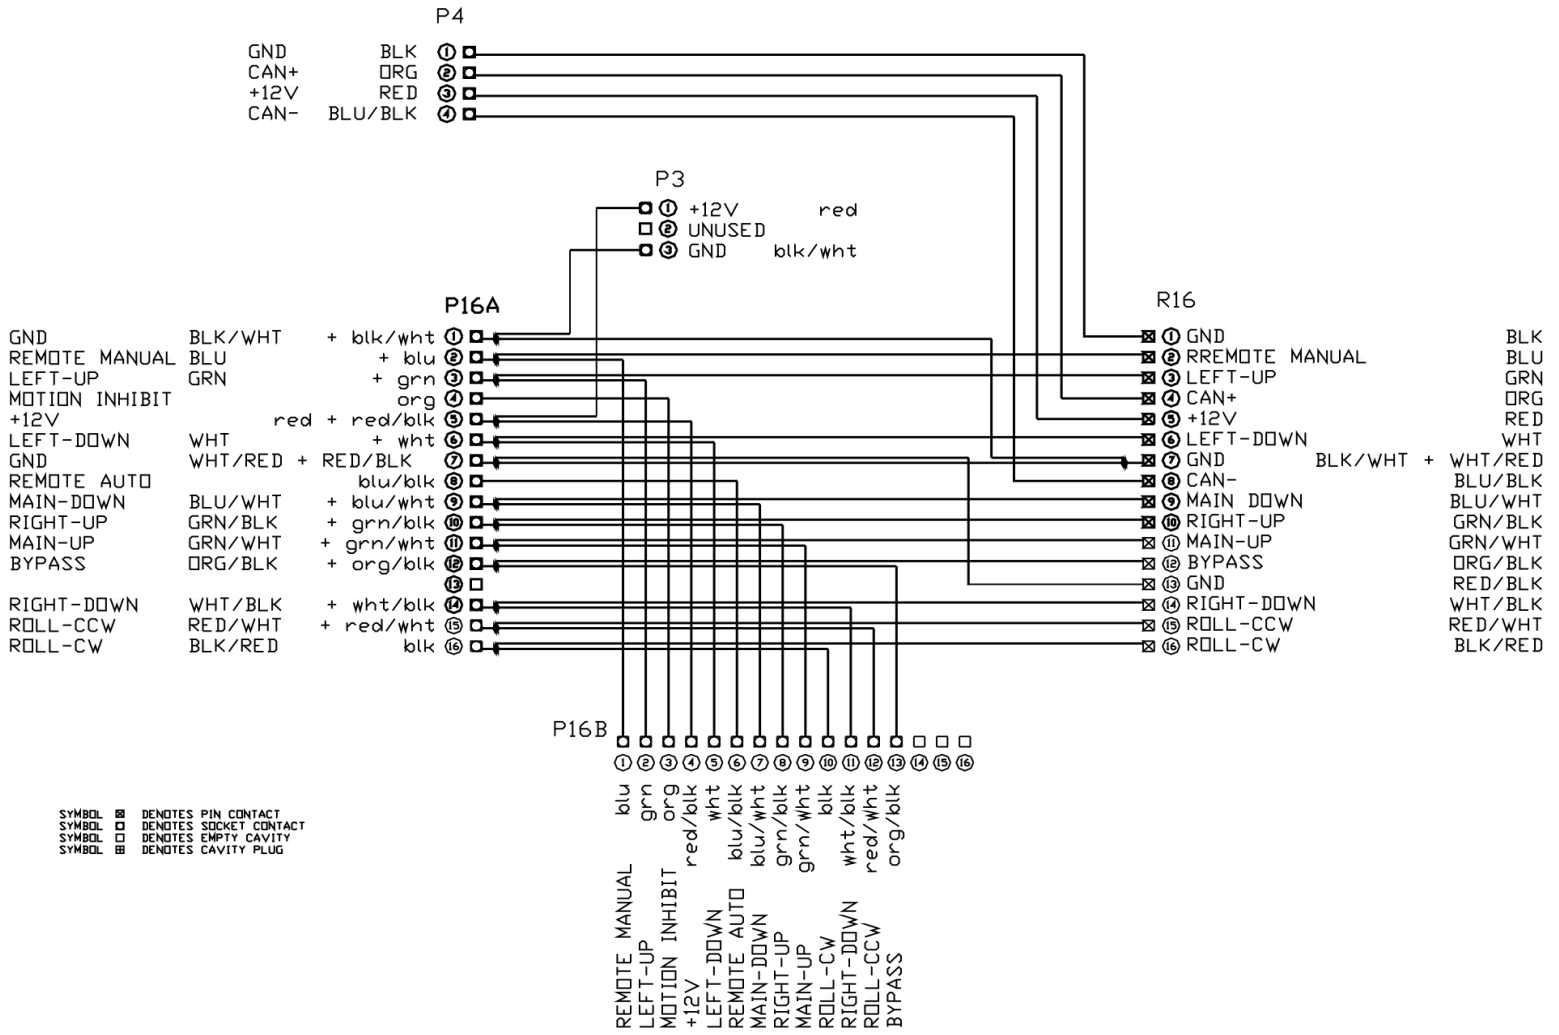 P4
GND BLK 1
CAN+ ORG 2
+12V RED 3
CAN- BLU/BLK 4
P3
1 +12V red
2 UNUSED
3 GND blk/wht
P16A
GND BLK/WHT + blk/wht 1
REMOTE MANUAL BLU + blu 2
LEFT-UP GRN + grn 3
MOTION INHIBIT org 4
+12V red + red/blk 5
LEFT-DOWN WHT + wht 6
GND WHT/RED + RED/BLK 7
REMOTE AUTO blu/blk 8
MAIN-DOWN BLU/WHT + blu/wht 9
RIGHT-UP GRN/BLK + grn/blk 10
MAIN-UP GRN/WHT + grn/wht 11
BYPASS ORG/BLK + org/blk 12
13
RIGHT-DOWN WHT/BLK + wht/blk 14
ROLL-CCW RED/WHT + red/wht 15
ROLL-CW BLK/RED blk 16
R16
1 GND BLK
2 RREMOTE MANUAL BLU
3 LEFT-UP GRN
4 CAN+ ORG
5 +12V RED
6 LEFT-DOWN WHT
7 GND BLK/WHT + WHT/RED
8 CAN- BLU/BLK
9 MAIN DOWN BLU/WHT
10 RIGHT-UP GRN/BLK
11 MAIN-UP GRN/WHT
12 BYPASS ORG/BLK
13 GND RED/BLK
14 RIGHT-DOWN WHT/BLK
15 ROLL-CCW RED/WHT
16 ROLL-CW BLK/RED
P16B
1 blu REMOTE MANUAL
2 grn LEFT-UP
3 org MOTION INHIBIT
4 red/blk +12V
5 wht LEFT-DOWN
6 blu/blk REMOTE AUTO
7 blu/wht MAIN-DOWN
8 grn/blk RIGHT-UP
9 grn/wht MAIN-UP
10 blk ROLL-CW
11 wht/blk RIGHT-DOWN
12 red/wht ROLL-CCW
13 org/blk BYPASS
14
15
16
SYMBOL DENOTES PIN CONTACT
SYMBOL DENOTES SOCKET CONTACT
SYMBOL DENOTES EMPTY CAVITY
SYMBOL DENOTES CAVITY PLUG